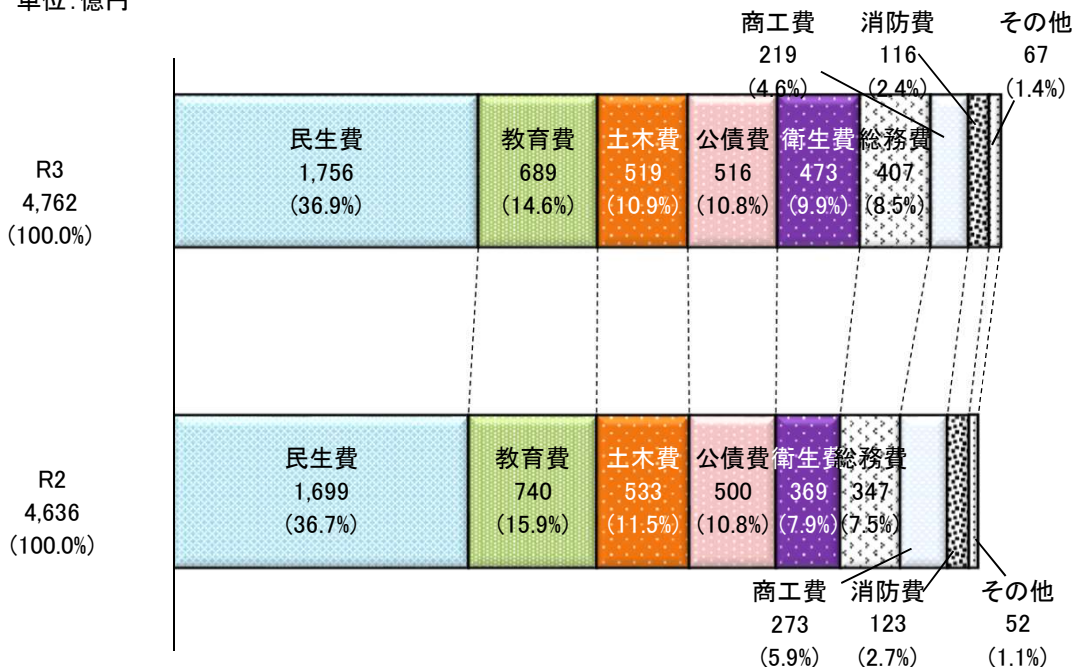 単位:億円
商工費
219
(4.6%)
消防費
116
(2.4%)
その他
67
(1.4%)
R3
4,762
(100.0%)
民生費
1,756
(36.9%)
教育費
689
(14.6%)
土木費
519
(10.9%)
公債費
516
(10.8%)
衛生費
473
(9.9%)
総務費
407
(8.5%)
R2
4,636
(100.0%)
民生費
1,699
(36.7%)
教育費
740
(15.9%)
土木費
533
(11.5%)
公債費
500
(10.8%)
衛生費
369
(7.9%)
総務費
347
(7.5%)
商工費
273
(5.9%)
消防費
123
(2.7%)
その他
52
(1.1%)